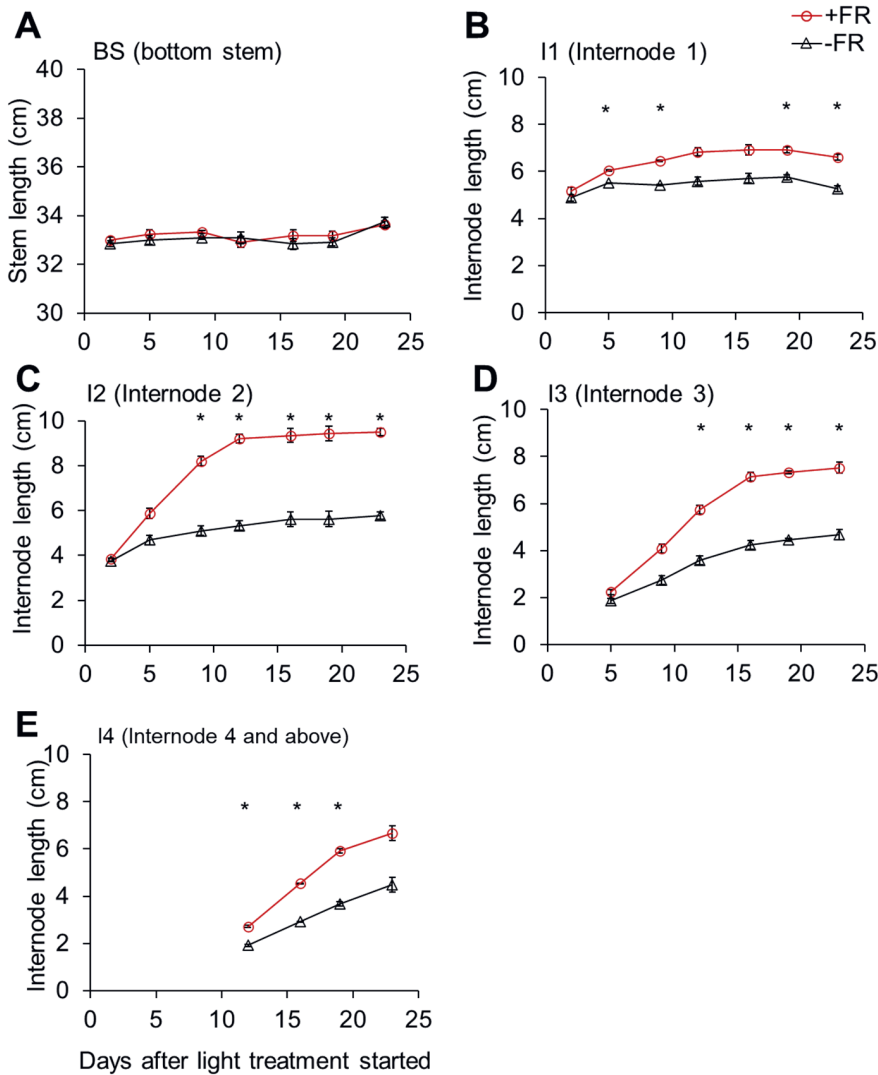 A
BS (bottom stem)
Stem length (cm)
40
38
36
34
32
30
0 5 10 15 20 25
B
I1 (Internode 1)
+FR
-FR
Internode length (cm)
10
8
6
4
2
0
* * * *
0 5 10 15 20 25
C
I2 (Internode 2)
Internode length (cm)
10
8
6
4
2
0
* * * * *
0 5 10 15 20 25
D
I3 (Internode 3)
Internode length (cm)
10
8
6
4
2
0
* * * *
0 5 10 15 20 25
E
I4 (Internode 4 and above)
Internode length (cm)
10
8
6
4
2
0
* * *
0 5 10 15 20 25
Days after light treatment started